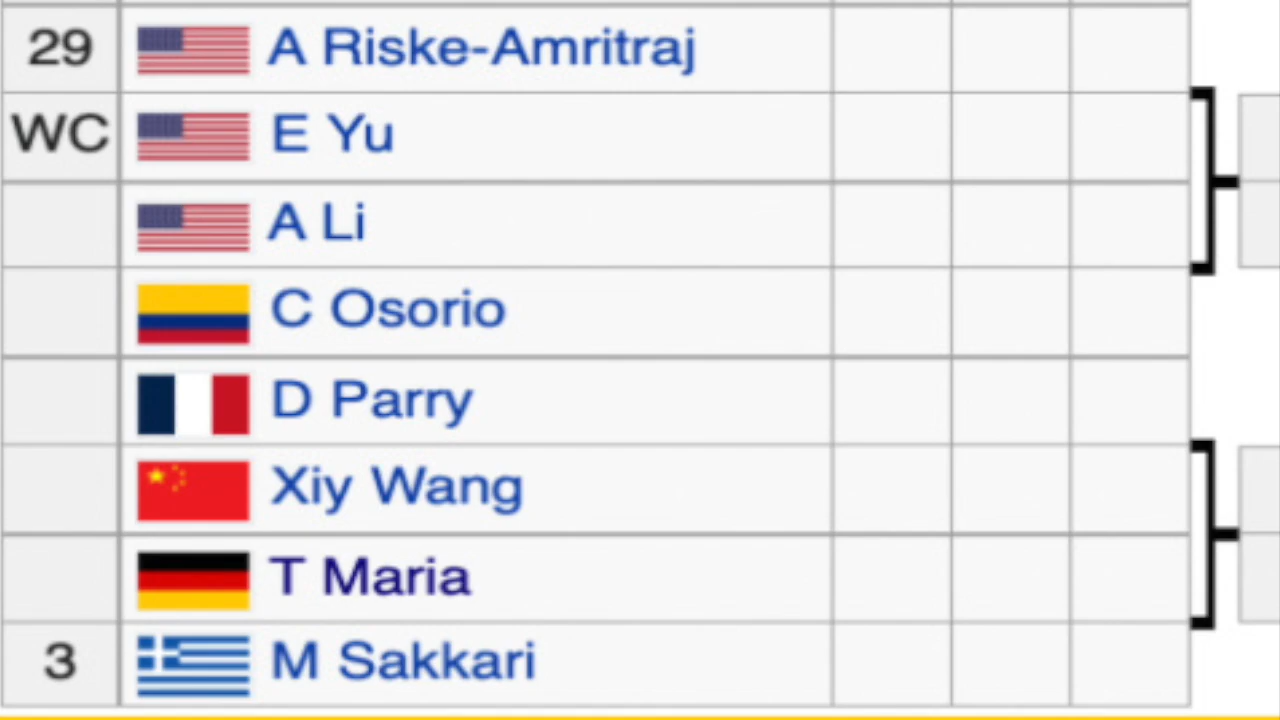 29 A Riske-Amritraj
WC E Yu
A Li
C Osorio
D Parry
Xiy Wang
T Maria
3 M Sakkari